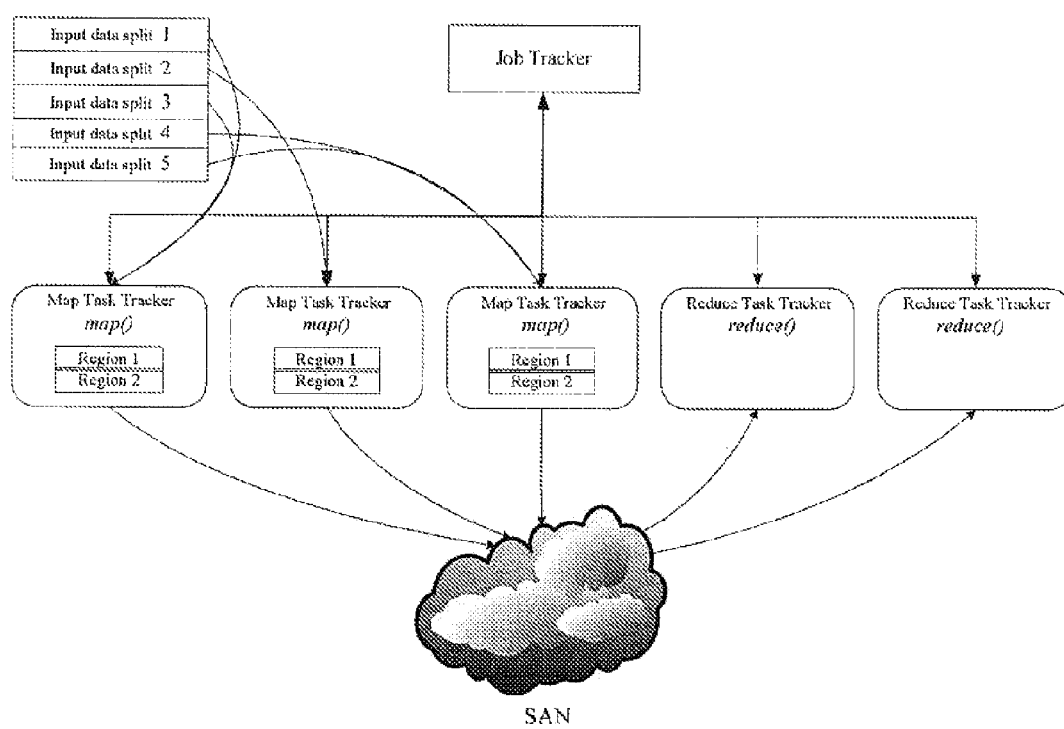 Input data split 1
Input data split 2
Input data split 3
Input data split 4
Input data split 5
Job Tracker
Map Task Tracker
map()
Region 1
Region 2
Map Task Tracker
map()
Region 1
Region 2
Map Task Tracker
map()
Region 1
Region 2
Reduce Task Tracker
reduce()
Reduce Task Tracker
reduce()
SAN